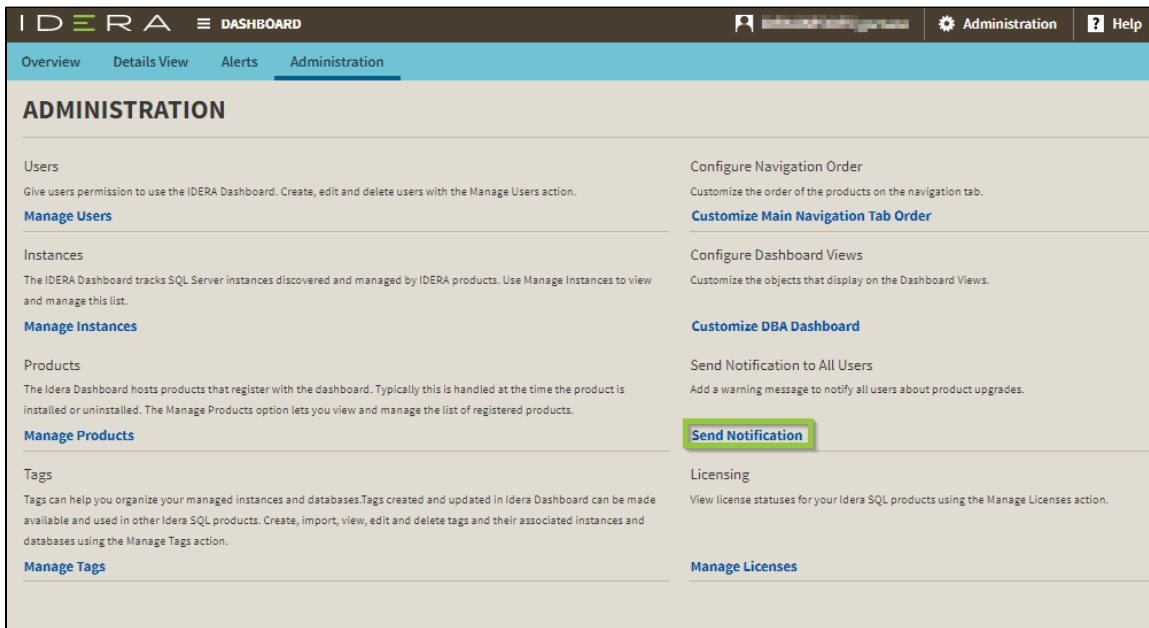 IDERA DASHBOARD Administration ? Help
Overview Details View Alerts Administration
ADMINISTRATION
Users
Give users permission to use the IDERA Dashboard. Create, edit and delete users with the Manage Users action.
Manage Users
Instances
The IDERA Dashboard tracks SQL Server instances discovered and managed by IDERA products. Use Manage Instances to view
and manage this list.
Manage Instances
Products
The Idera Dashboard hosts products that register with the dashboard. Typically this is handled at the time the product is
installed or uninstalled. The Manage Products option lets you view and manage the list of registered products.
Manage Products
Tags
Tags can help you organize your managed instances and databases.Tags created and updated in Idera Dashboard can be made
available and used in other Idera SQL products. Create, import, view, edit and delete tags and their associated instances and
databases using the Manage Tags action.
Manage Tags
Configure Navigation Order
Customize the order of the products on the navigation tab.
Customize Main Navigation Tab Order
Configure Dashboard Views
Customize the objects that display on the Dashboard Views.
Customize DBA Dashboard
Send Notification to All Users
Add a warning message to notify all users about product upgrades.
Send Notification
Licensing
View license statuses for your Idera SQL products using the Manage Licenses action.
Manage Licenses